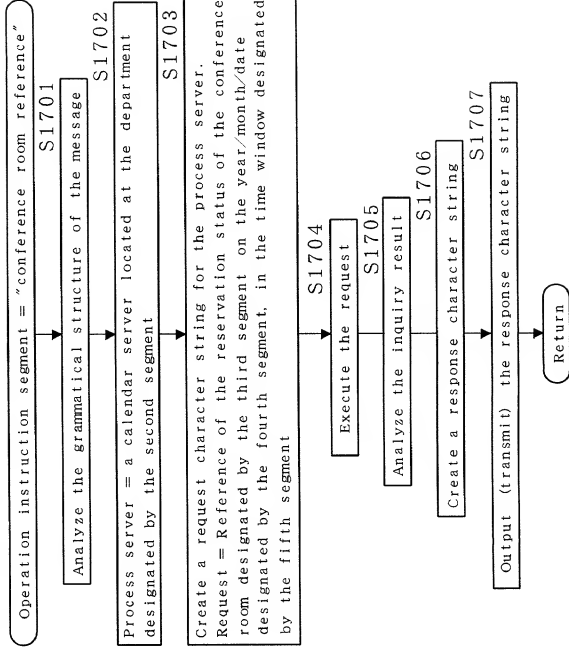 Operation instruction segment = "conference room reference"
S1701
Analyze the grammatical structure of the message
S1702
Process server = a calendar server located at the department
designated by the second segment
S1703
Create a request character string for the process server.
Request = Reference of the reservation status of the conference
room designated by the third segment on the year/month/date
designated by the fourth segment, in the time window designated
by the fifth segment
S1704
Execute the request
S1705
Analyze the inquiry result
S1706
Create a response character string
S1707
Output (transmit) the response character string
Return